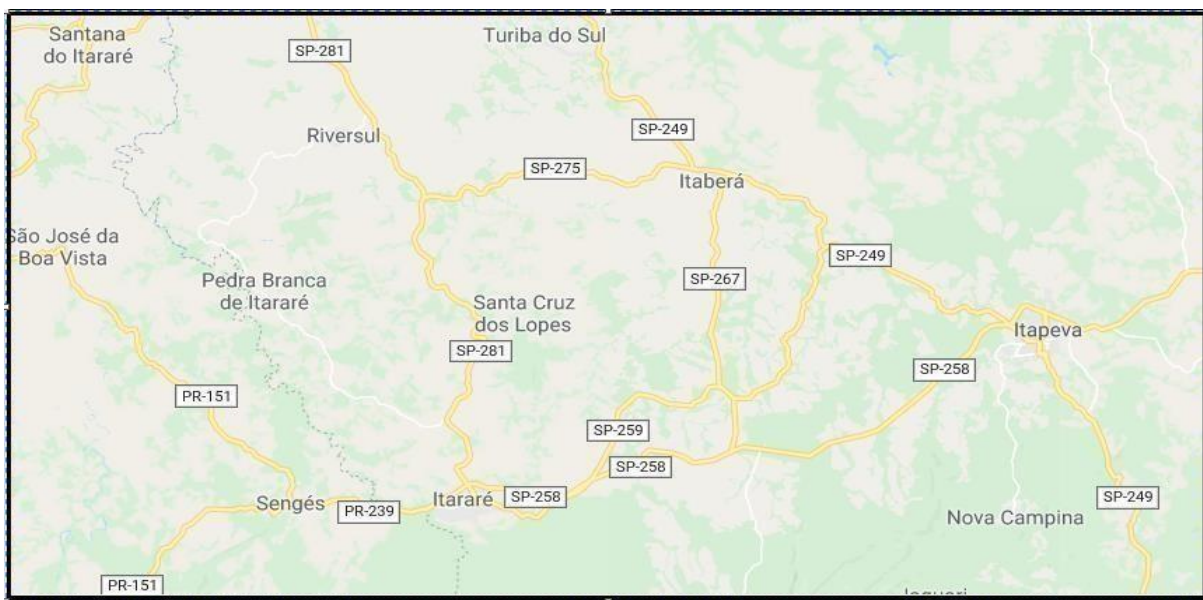 Santana
do Itararé
SP-281
Turiba do Sul
Riversul
SP-249
SP-275
Itaberá
São José da
Boa Vista
SP-249
Pedra Branca
de Itararé
SP-267
Santa Cruz
dos Lopes
Itapeva
SP-281
SP-258
PR-151
SP-259
SP-258
Sengés
PR-239
Itararé
SP-258
SP-249
Nova Campina
PR-151